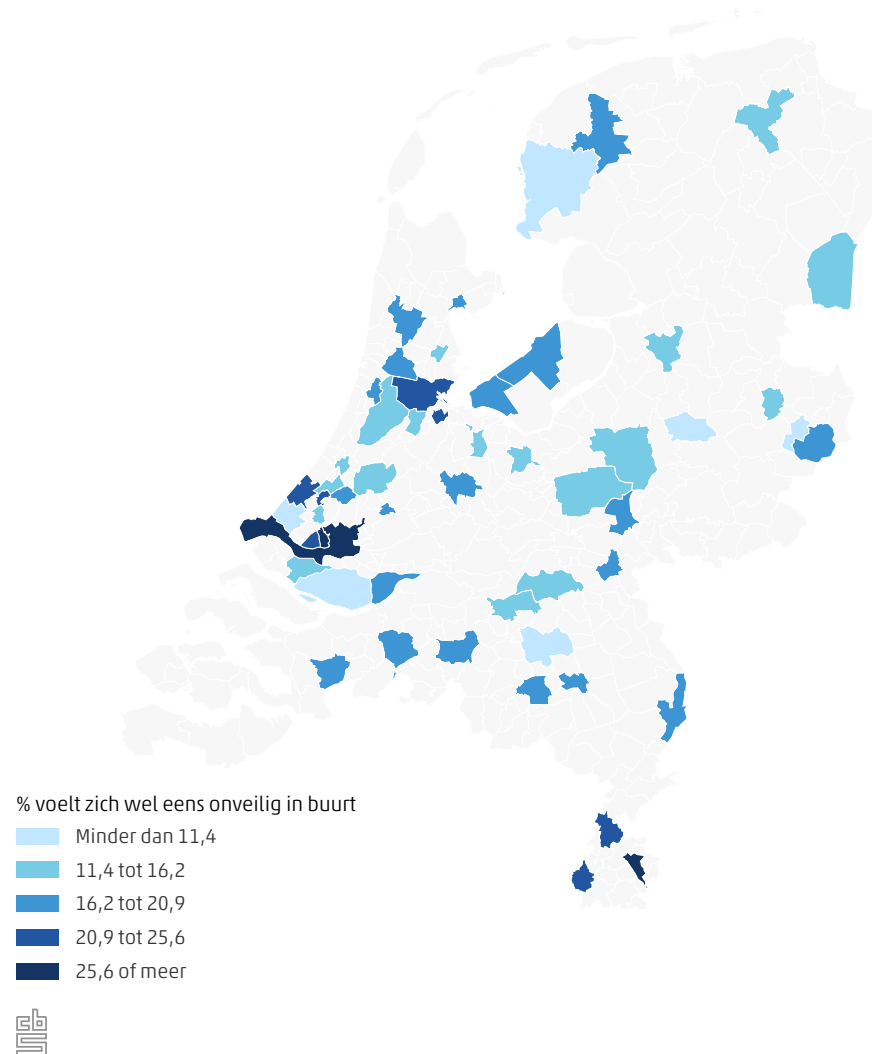 % voelt zich wel eens onveilig in buurt
Minder dan 11,4
11,4 tot 16,2
16,2 tot 20,9
20,9 tot 25,6
25,6 of meer
cbs